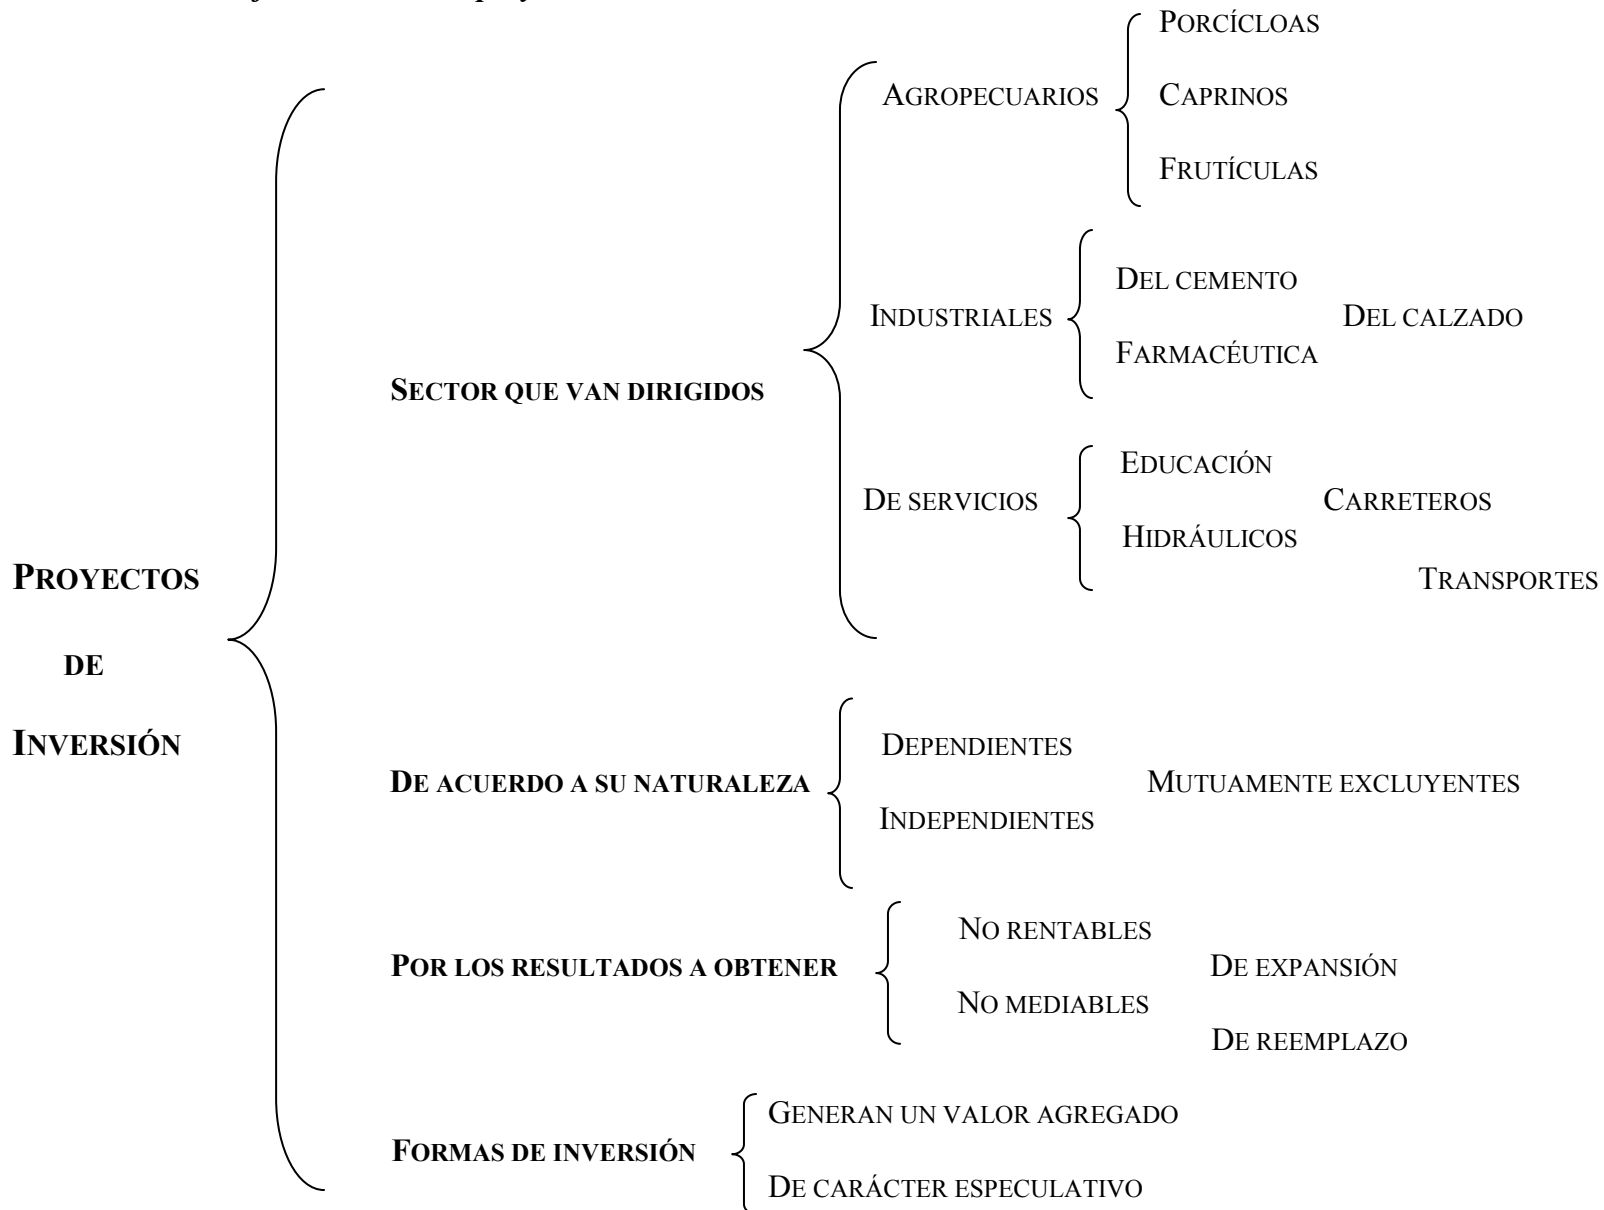 PORCÍCLOAS
AGROPECUARIOS CAPRINOS
FRUTÍCULAS
DEL CEMENTO
INDUSTRIALES DEL CALZADO
FARMACÉUTICA
SECTOR QUE VAN DIRIGIDOS
EDUCACIÓN
DE SERVICIOS CARRETEROS
HIDRÁULICOS
PROYECTOS TRANSPORTES
DE
INVERSIÓN DEPENDIENTES
DE ACUERDO A SU NATURALEZA MUTUAMENTE EXCLUYENTES
INDEPENDIENTES
NO RENTABLES
POR LOS RESULTADOS A OBTENER DE EXPANSIÓN
NO MEDIABLES
DE REEMPLAZO
GENERAN UN VALOR AGREGADO
FORMAS DE INVERSIÓN
DE CARÁCTER ESPECULATIVO